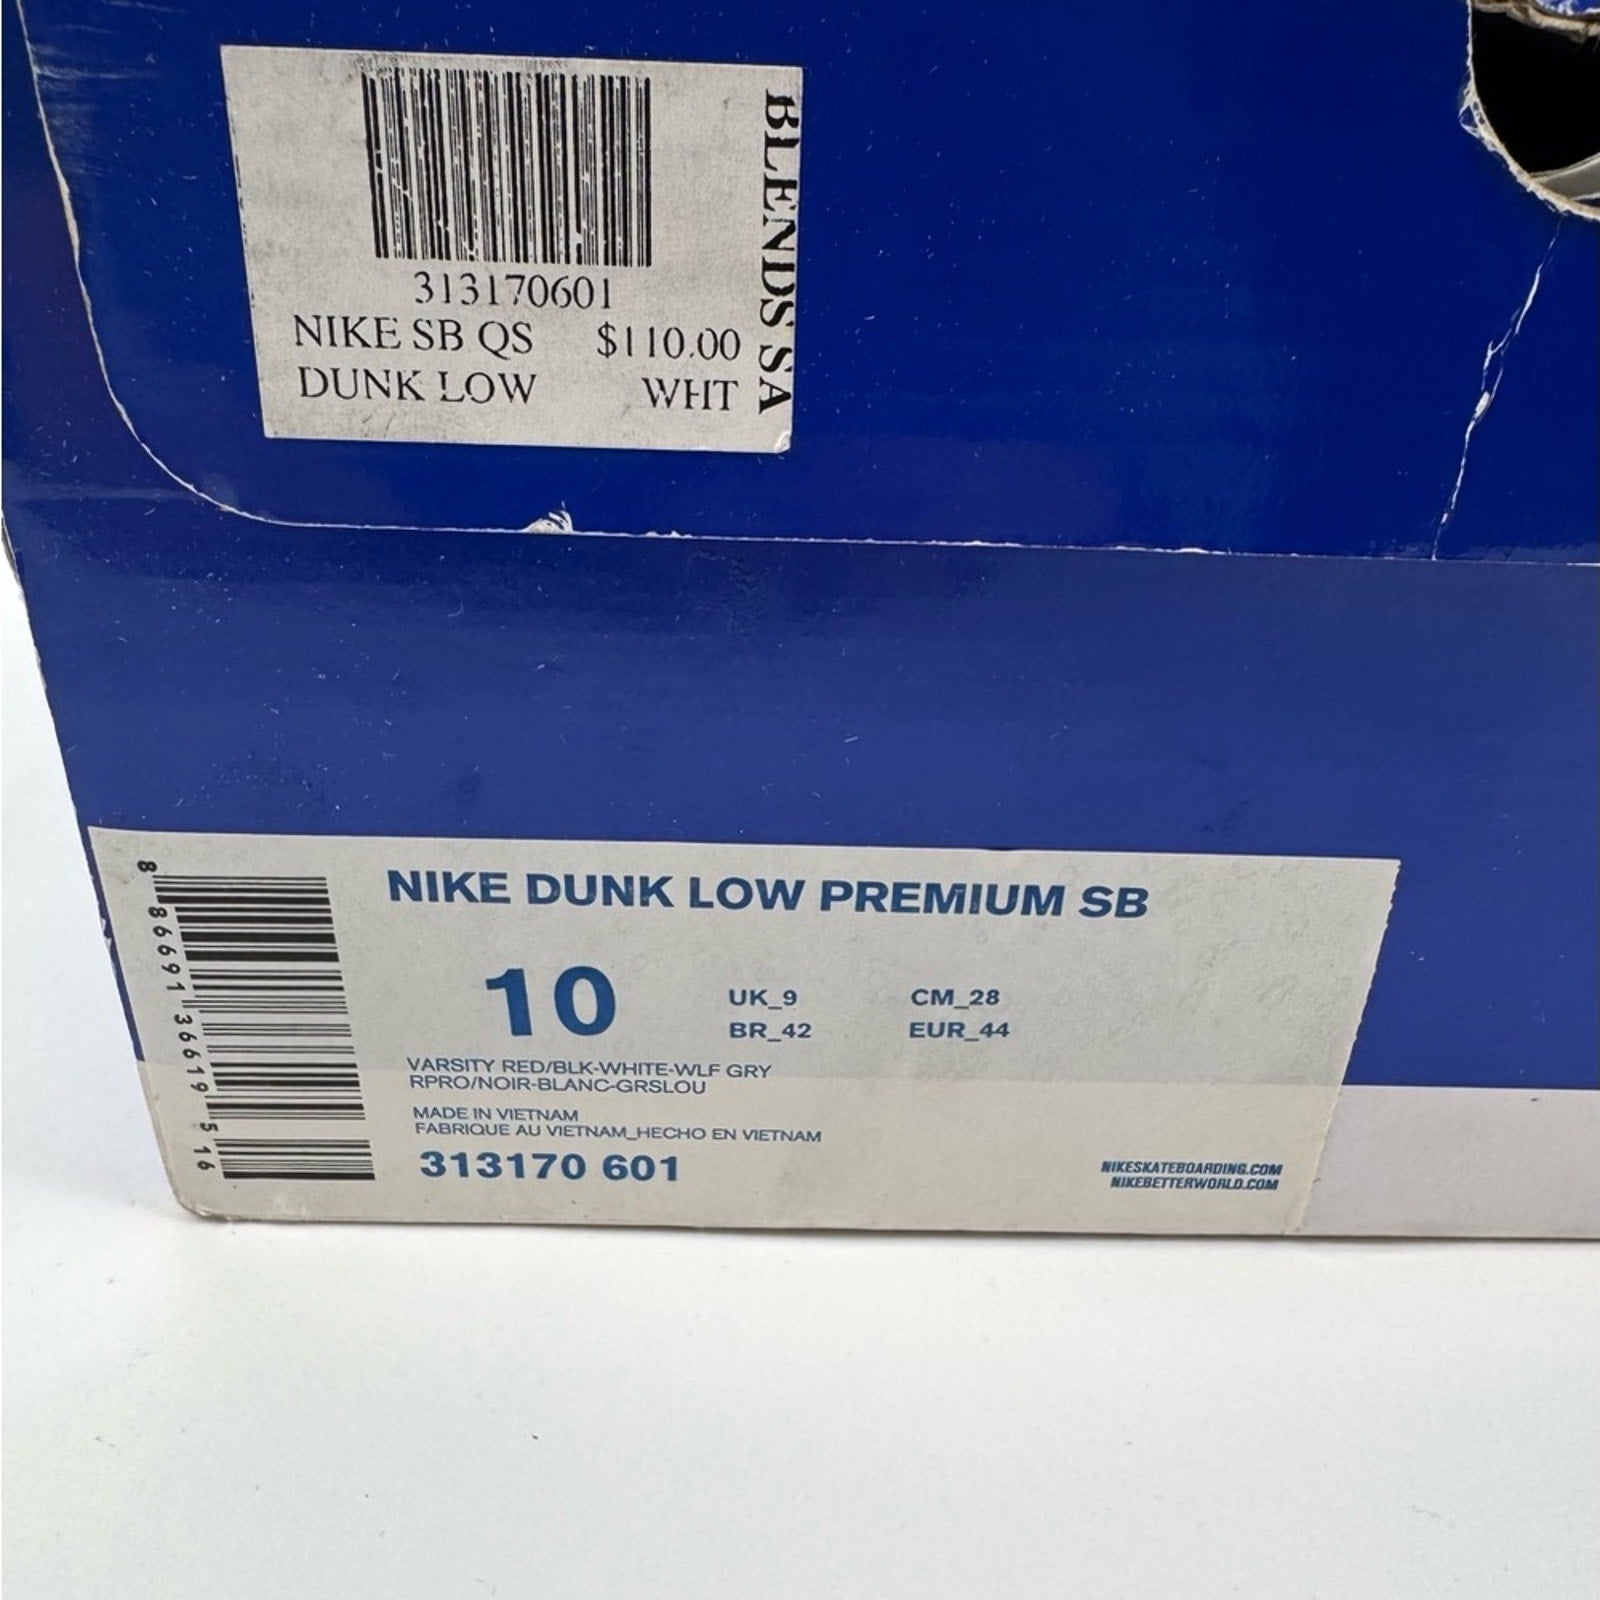 313170601
NIKE SB QS $110.00
DUNK LOW WHT
BLENDS SA
NIKE DUNK LOW PREMIUM SB
10
UK_9 CM_28
BR_42 EUR_44
VARSITY RED/BLK-WHITE-WLF GRY
RPRO/NOIR-BLANC-GRSLOU
MADE IN VIETNAM
FABRIQUE AU VIETNAM_HECHO EN VIETNAM
313170 601
NIKESKATEBOARDING.COM
NIKEBETTERWORLD.COM
8 86691 36619 5 16